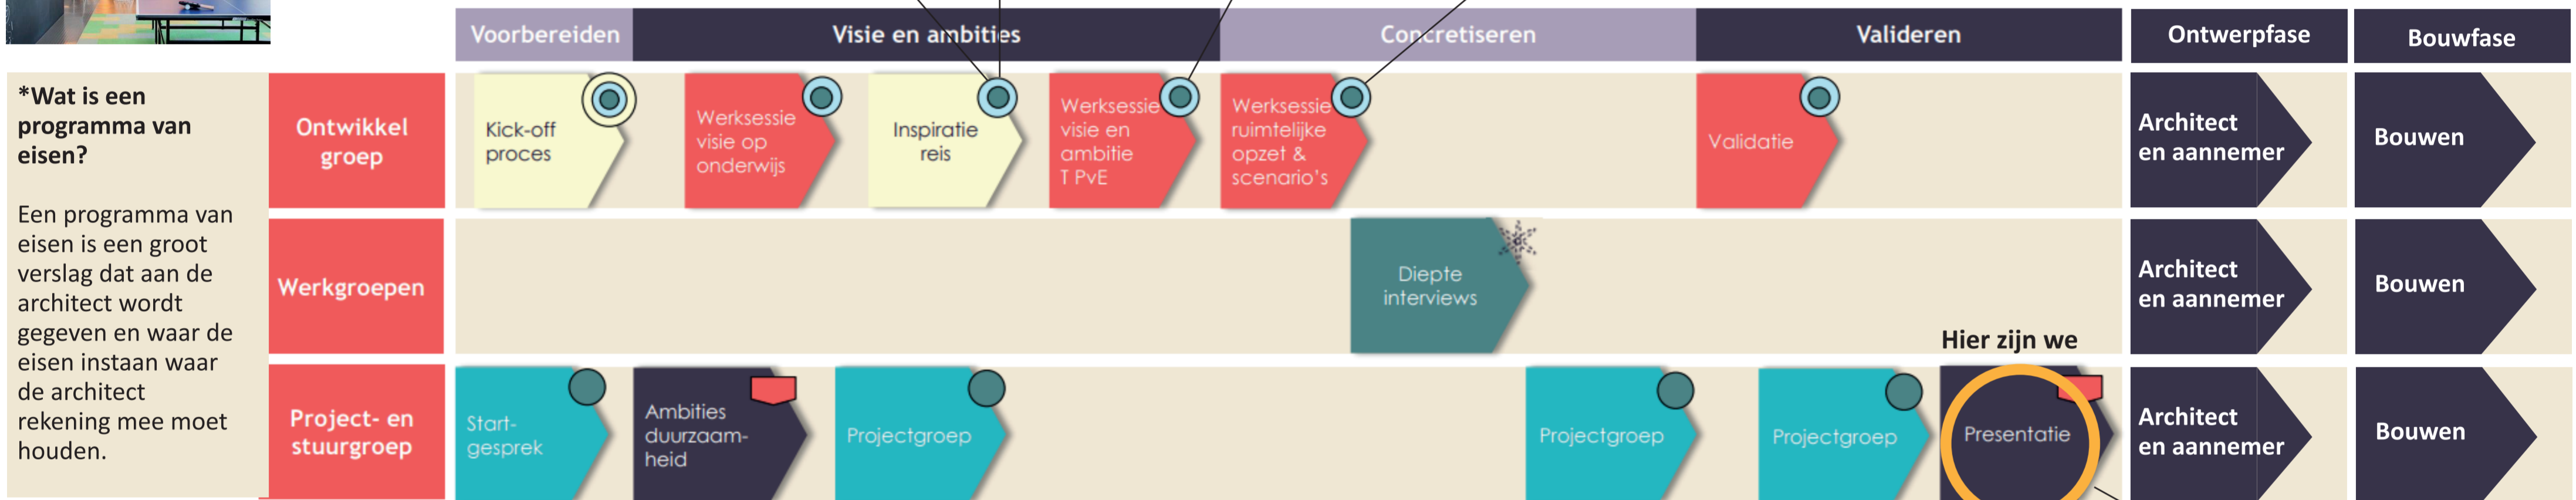 Voorbereiden
Visie en ambities
Concretiseren
Valideren
Ontwerpfase
Bouwfase
*Wat is een
programma van
eisen?
Een programma van
eisen is een groot
verslag dat aan de
architect wordt
gegeven en waar de
eisen instaan waar
de architect
rekening mee moet
houden.
Ontwikkel
groep
Kick-off
proces
Werksessie
visie op
onderwijs
Inspiratie
reis
Werksessie
visie en
ambitie
T PvE
Werksessie
ruimtelijke
opzet &
scenario's
Validatie
Architect
en aannemer
Bouwen
Werkgroepen
Diepte
interviews
Architect
en aannemer
Bouwen
Hier zijn we
Project- en
stuurgroep
Start-
gesprek
Ambities
duurzaam-
heid
Projectgroep
Projectgroep
Projectgroep
Presentatie
Architect
en aannemer
Bouwen